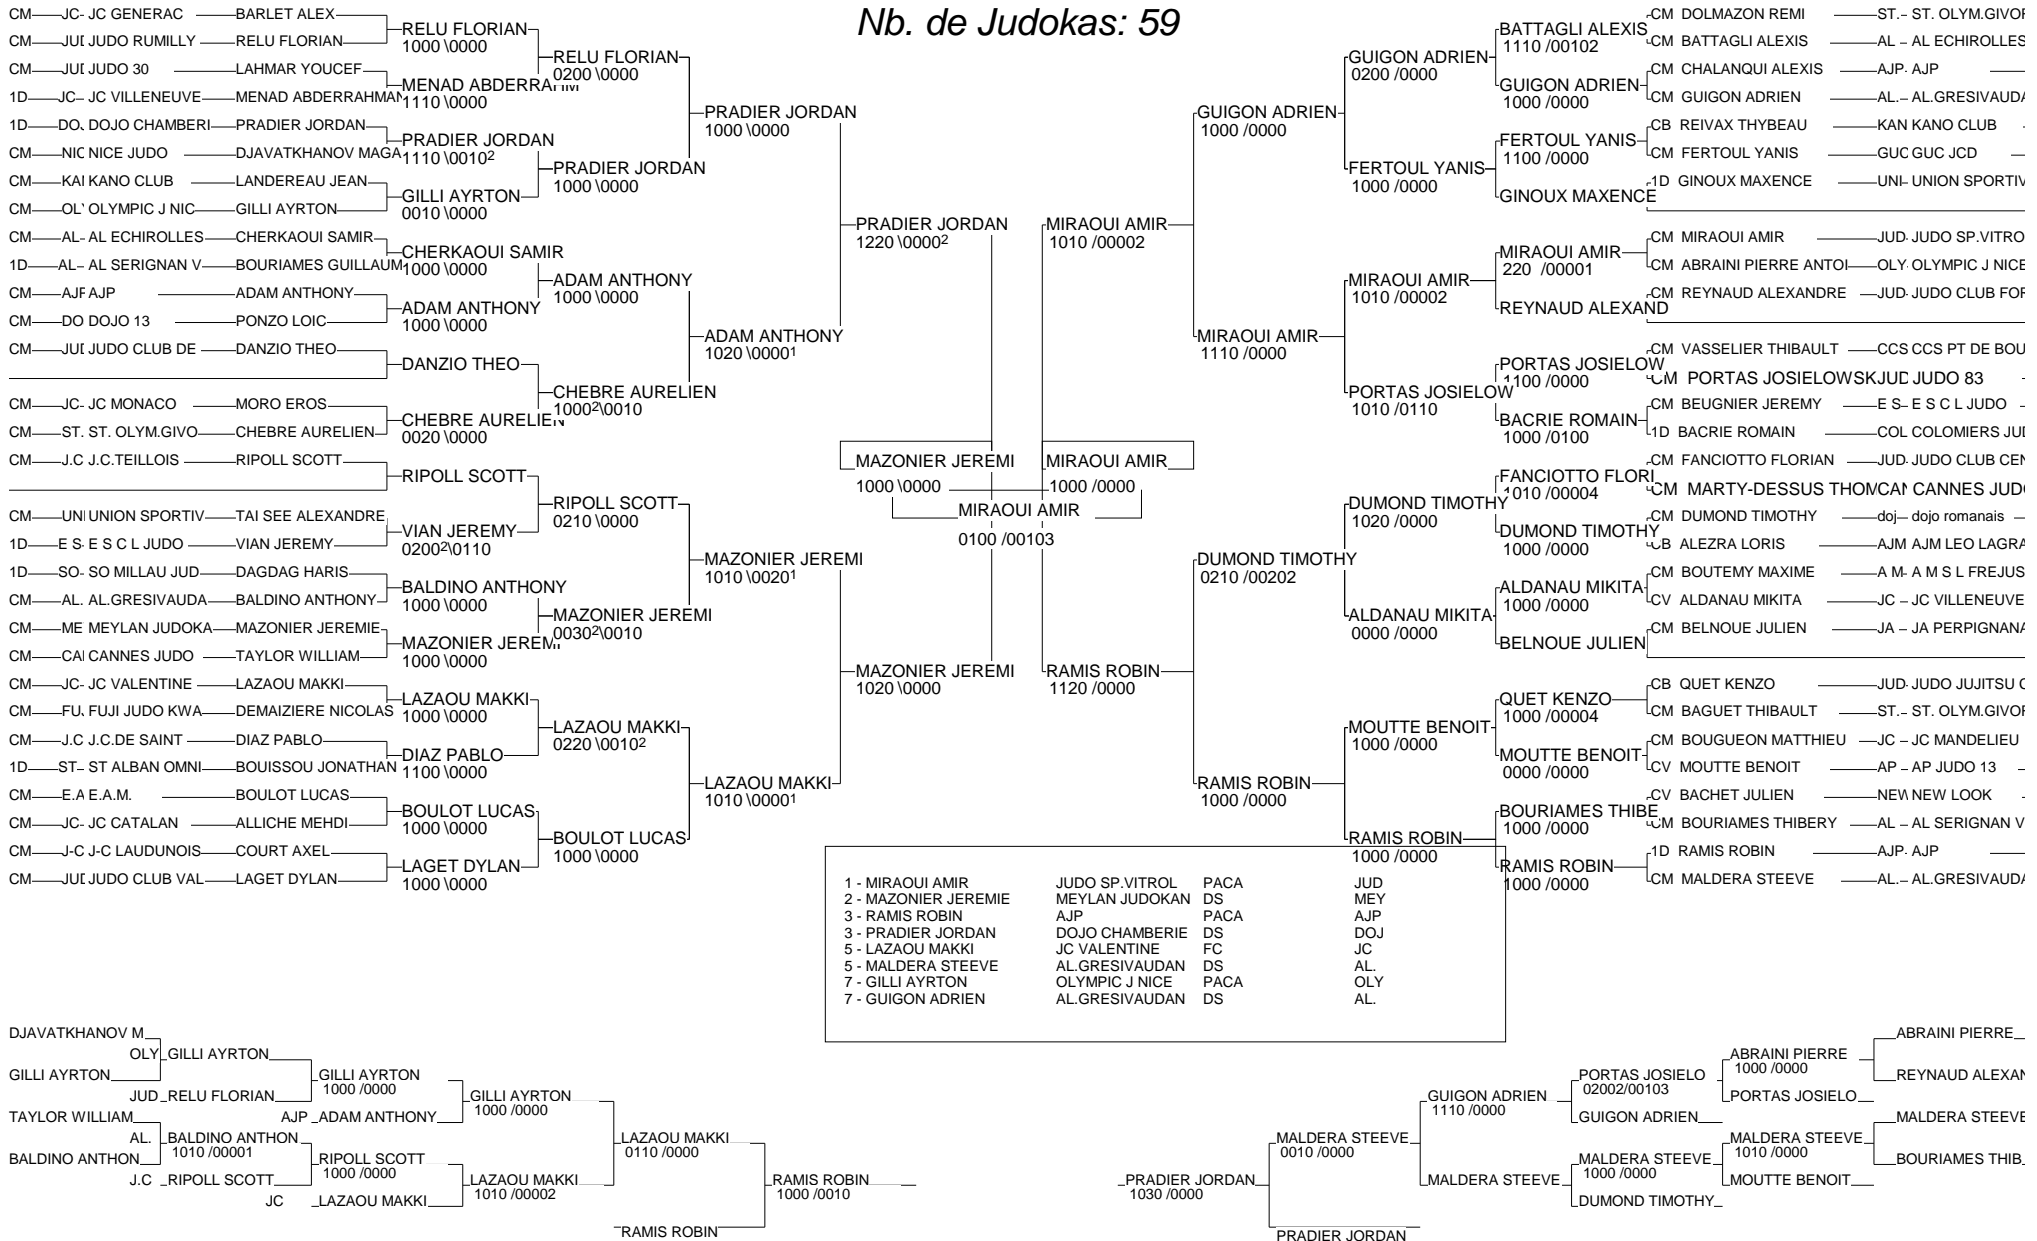 Nb. de Judokas: 59
CM JC- JC GENERAC BARLET ALEX
CM JUI JUDO RUMILLY RELU FLORIAN
CM JUI JUDO 30 LAHMAR YOUCEF
1D JC- JC VILLENEUVE MENAD ABDERRAHMAN
1D DO. DOJO CHAMBERI PRADIER JORDAN
CM NIC NICE JUDO DJAVATKHANOV MAGA
CM KAI KANO CLUB LANDEREAU JEAN
CM OL' OLYMPIC J NIC GILLI AYRTON
CM AL- AL ECHIROLLES CHERKAOUI SAMIR
1D AL- AL SERIGNAN V BOURIAMES GUILLAUM
CM AJF AJP ADAM ANTHONY
CM DO DOJO 13 PONZO LOIC
CM JUI JUDO CLUB DE DANZIO THEO
CM JC- JC MONACO MORO EROS
CM ST. ST. OLYM.GIVO CHEBRE AURELIEN
CM J.C J.C.TEILLOIS RIPOLL SCOTT
CM UNI UNION SPORTIV TAI SEE ALEXANDRE
1D E S E S C L JUDO VIAN JEREMY
1D SO- SO MILLAU JUD DAGDAG HARIS
CM AL. AL.GRESIVAUDA BALDINO ANTHONY
CM ME MEYLAN JUDOKA MAZONIER JEREMIE
CM CAI CANNES JUDO TAYLOR WILLIAM
CM JC- JC VALENTINE LAZAOU MAKKI
CM FU. FUJI JUDO KWA DEMAIZIERE NICOLAS
CM J.C J.C.DE SAINT DIAZ PABLO
1D ST- ST ALBAN OMNI BOUISSOU JONATHAN
CM E.A E.A.M. BOULOT LUCAS
CM JC- JC CATALAN ALLICHE MEHDI
CM J-C J-C LAUDUNOIS COURT AXEL
CM JUI JUDO CLUB VAL LAGET DYLAN
RELU FLORIAN
1000 \0000
MENAD ABDERRAHIM
1110 \0000
PRADIER JORDAN
1110 \0010²
GILLI AYRTON
0010 \0000
CHERKAOUI SAMIR
1000 \0000
ADAM ANTHONY
1000 \0000
DANZIO THEO
CHEBRE AURELIEN
0020 \0000
RIPOLL SCOTT
VIAN JEREMY
0200²\0110
BALDINO ANTHONY
1000 \0000
MAZONIER JEREMI
1000 \0000
LAZAOU MAKKI
1000 \0000
DIAZ PABLO
1100 \0000
BOULOT LUCAS
1000 \0000
LAGET DYLAN
1000 \0000
RELU FLORIAN
0200 \0000
PRADIER JORDAN
1000 \0000
ADAM ANTHONY
1000 \0000
CHEBRE AURELIEN
1000²\0010
RIPOLL SCOTT
0210 \0000
MAZONIER JEREMI
0030²\0010
LAZAOU MAKKI
0220 \0010²
BOULOT LUCAS
1000 \0000
PRADIER JORDAN
1000 \0000
ADAM ANTHONY
1020 \0000¹
MAZONIER JEREMI
1010 \0020¹
LAZAOU MAKKI
1010 \0000¹
PRADIER JORDAN
1220 \0000²
MAZONIER JEREMI
1020 \0000
MAZONIER JEREMI
1000 \0000
MIRAOUI AMIR
1000 /0000
MIRAOUI AMIR
0100 /00103
MIRAOUI AMIR
1010 /00002
RAMIS ROBIN
1120 /0000
GUIGON ADRIEN
1000 /0000
MIRAOUI AMIR
1110 /0000
DUMOND TIMOTHY
0210 /00202
RAMIS ROBIN
1000 /0000
GUIGON ADRIEN
0200 /0000
FERTOUL YANIS
1000 /0000
MIRAOUI AMIR
1010 /00002
PORTAS JOSIELOW
1010 /0110
DUMOND TIMOTHY
1020 /0000
ALDANAU MIKITA
0000 /0000
MOUTTE BENOIT
1000 /0000
RAMIS ROBIN
1000 /0000
BATTAGLI ALEXIS
1110 /00102
GUIGON ADRIEN
1000 /0000
FERTOUL YANIS
1100 /0000
GINOUX MAXENCE
MIRAOUI AMIR
220 /00001
REYNAUD ALEXAND
PORTAS JOSIELOW
1100 /0000
BACRIE ROMAIN
1000 /0100
FANCIOTTO FLORI
1010 /00004
DUMOND TIMOTHY
1000 /0000
ALDANAU MIKITA
1000 /0000
BELNOUE JULIEN
QUET KENZO
1000 /00004
MOUTTE BENOIT
0000 /0000
BOURIAMES THIBE
1000 /0000
RAMIS ROBIN
1000 /0000
CM DOLMAZON REMI ST.- ST. OLYM.GIVOR
CM BATTAGLI ALEXIS AL - AL ECHIROLLES
CM CHALANQUI ALEXIS AJP- AJP
CM GUIGON ADRIEN AL.- AL.GRESIVAUDA
CB REIVAX THYBEAU KAN KANO CLUB
CM FERTOUL YANIS GUC GUC JCD
1D GINOUX MAXENCE UNI- UNION SPORTIV
CM MIRAOUI AMIR JUD- JUDO SP.VITRO
CM ABRAINI PIERRE ANTOI OLY- OLYMPIC J NICE
CM REYNAUD ALEXANDRE JUD- JUDO CLUB FOR
CM VASSELIER THIBAULT CCS CCS PT DE BOU
CM PORTAS JOSIELOWSK JUD JUDO 83
CM BEUGNIER JEREMY E S- E S C L JUDO
1D BACRIE ROMAIN COL COLOMIERS JUD
CM FANCIOTTO FLORIAN JUD- JUDO CLUB CEN
CM MARTY-DESSUS THOM CAN CANNES JUDO
CM DUMOND TIMOTHY doj- dojo romanais
CB ALEZRA LORIS AJM AJM LEO LAGRA
CM BOUTEMY MAXIME A M- A M S L FREJUS
CV ALDANAU MIKITA JC - JC VILLENEUVE
CM BELNOUE JULIEN JA - JA PERPIGNANA
CB QUET KENZO JUD- JUDO JUJITSU C
CM BAGUET THIBAULT ST.- ST. OLYM.GIVOR
CM BOUGUEON MATTHIEU JC - JC MANDELIEU
CV MOUTTE BENOIT AP - AP JUDO 13
CV BACHET JULIEN NEW NEW LOOK
CM BOURIAMES THIBERY AL - AL SERIGNAN V
1D RAMIS ROBIN AJP- AJP
CM MALDERA STEEVE AL.- AL.GRESIVAUDA
1 - MIRAOUI AMIR JUDO SP.VITROL PACA JUD
2 - MAZONIER JEREMIE MEYLAN JUDOKAN DS MEY
3 - RAMIS ROBIN AJP PACA AJP
3 - PRADIER JORDAN DOJO CHAMBERIE DS DOJ
5 - LAZAOU MAKKI JC VALENTINE FC JC
5 - MALDERA STEEVE AL.GRESIVAUDAN DS AL.
7 - GILLI AYRTON OLYMPIC J NICE PACA OLY
7 - GUIGON ADRIEN AL.GRESIVAUDAN DS AL.
DJAVATKHANOV M
GILLI AYRTON
TAYLOR WILLIAM
BALDINO ANTHON
OLY GILLI AYRTON
JUD RELU FLORIAN
AL. BALDINO ANTHON
1010 /00001
J.C RIPOLL SCOTT
GILLI AYRTON
1000 /0000
AJP ADAM ANTHONY
RIPOLL SCOTT
1000 /0000
JC LAZAOU MAKKI
GILLI AYRTON
1000 /0000
LAZAOU MAKKI
1010 /00002
LAZAOU MAKKI
0110 /0000
RAMIS ROBIN
RAMIS ROBIN
1000 /0010
PRADIER JORDAN
1030 /0000
MALDERA STEEVE
0010 /0000
PRADIER JORDAN
GUIGON ADRIEN
1110 /0000
MALDERA STEEVE
PORTAS JOSIELO
02002/00103
GUIGON ADRIEN
MALDERA STEEVE
1000 /0000
DUMOND TIMOTHY
ABRAINI PIERRE
1000 /0000
PORTAS JOSIELO
MALDERA STEEVE
1010 /0000
MOUTTE BENOIT
ABRAINI PIERRE
REYNAUD ALEXAN
MALDERA STEEVE
BOURIAMES THIB